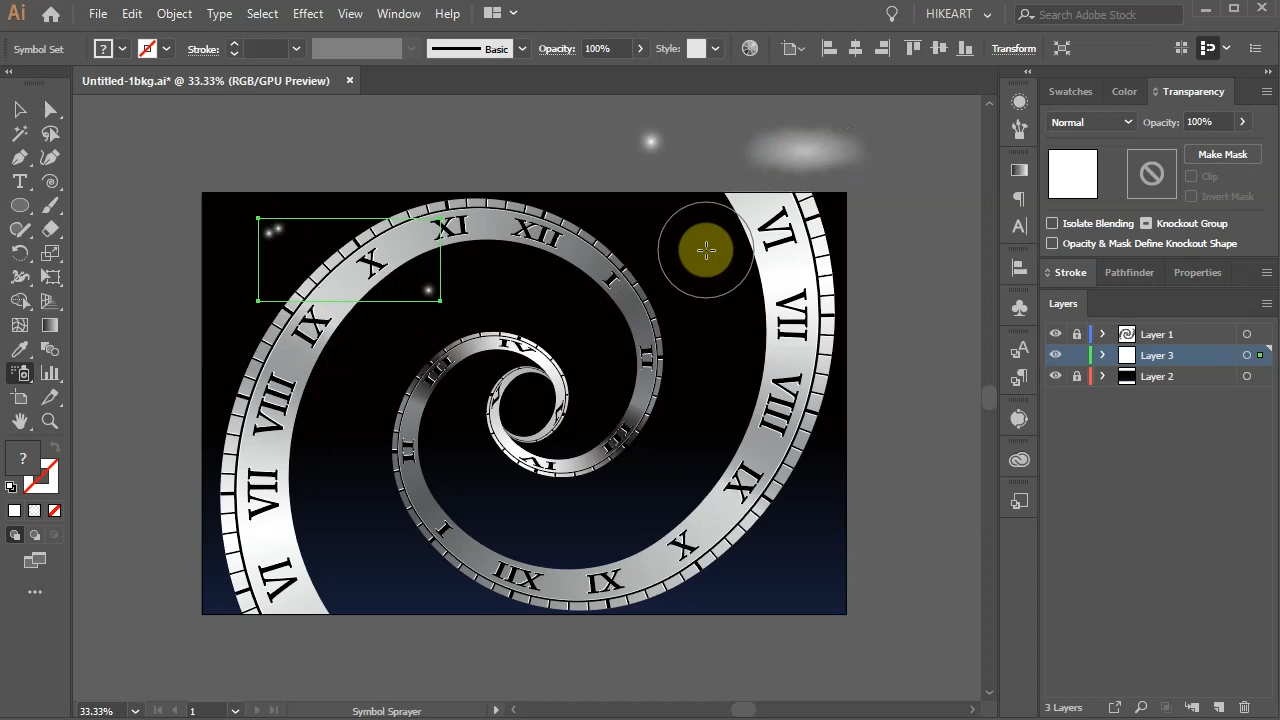 Ai File Edit Object Type Select Effect View Window Help HIKEART Search Adobe Stock
Symbol Set ? Stroke: Basic Opacity: 100% Style: Transform
Untitled-1bkg.ai* @ 33.33% (RGB/GPU Preview) ×
Swatches Color Transparency
Normal Opacity: 100%
Make Mask
Clip
Invert Mask
Isolate Blending Knockout Group
Opacity & Mask Define Knockout Shape
Stroke Pathfinder Properties
Layers
Layer 1
Layer 3
Layer 2
XI XII
X I
IX II
VIII III
VII IV
VI
VI
VII
VIII
IX
X
XI
XII
I
II
III
IV
?
3 Layers
33.33% 1 Symbol Sprayer